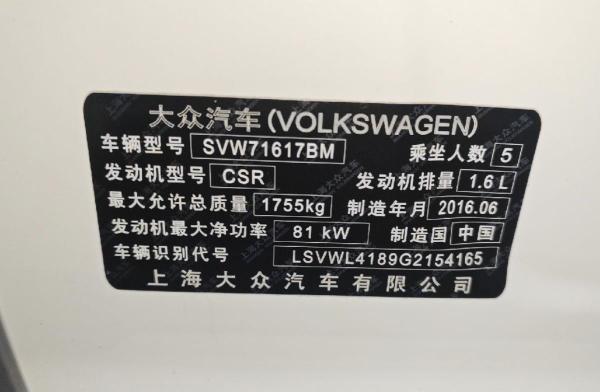 大众汽车(VOLKSWAGEN)
车辆型号 SVW71617BM 乘坐人数 5
发动机型号 CSR 发动机排量 1.6 L
最大允许总质量 1755kg 制造年月 2016.06
发动机最大净功率 81 kW 制造国 中国
车辆识别代号 LSVWL4189G2154165
上海大众汽车有限公司